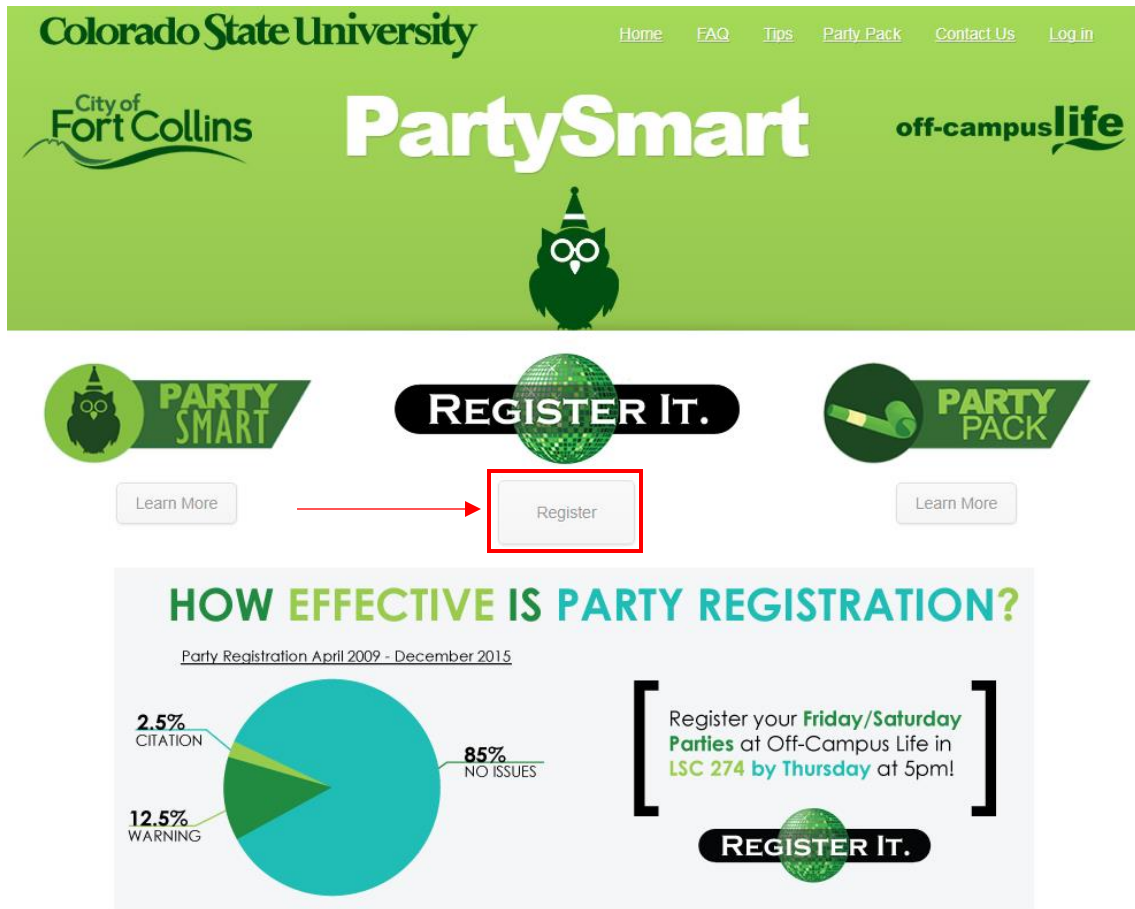 Colorado State University
Home FAQ Tips Party Pack Contact Us Log in
City of
Fort Collins
PartySmart
off-campuslife
PARTY
SMART
REGISTER IT.
PARTY
PACK
Learn More
Register
Learn More
HOW EFFECTIVE IS PARTY REGISTRATION?
Party Registration April 2009 - December 2015
2.5%
CITATION
85%
NO ISSUES
12.5%
WARNING
Register your Friday/Saturday
Parties at Off-Campus Life in
LSC 274 by Thursday at 5pm!
REGISTER IT.